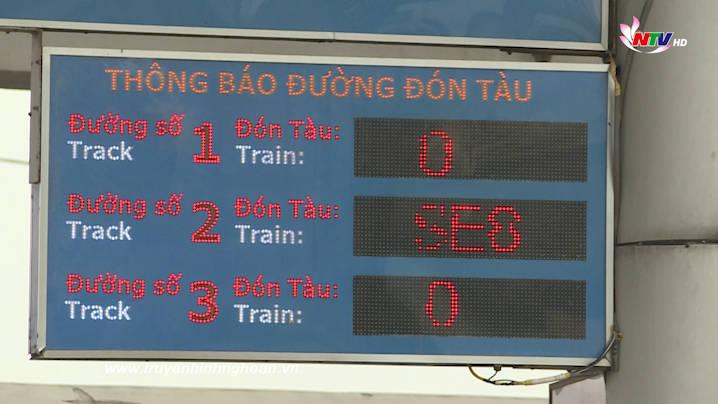 NTV HD
THÔNG BÁO ĐƯỜNG ĐÓN TÀU
Đường số 1 Đón Tàu: 0
Track Train:
Đường số 2 Đón Tàu: SE8
Track Train:
Đường số 3 Đón Tàu: 0
Track Train:
www.truyenhinhnghean.vn